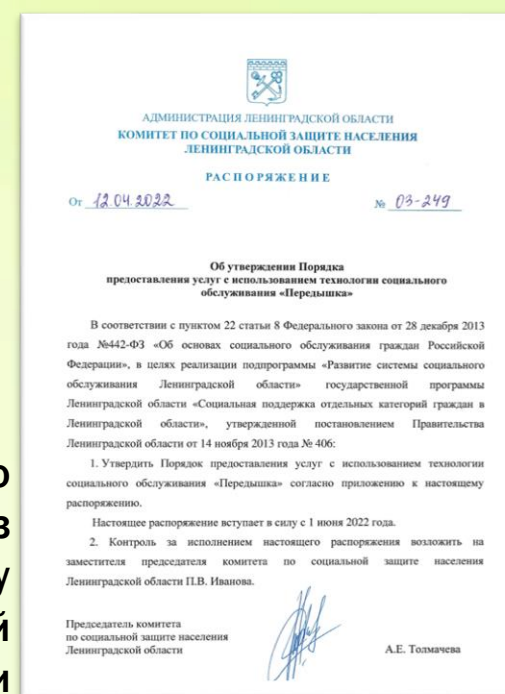 АДМИНИСТРАЦИЯ ЛЕНИНГРАДСКОЙ ОБЛАСТИ
КОМИТЕТ ПО СОЦИАЛЬНОЙ ЗАЩИТЕ НАСЕЛЕНИЯ
ЛЕНИНГРАДСКОЙ ОБЛАСТИ
РАСПОРЯЖЕНИЕ
От 12.04.2022 № 03-249
Об утверждении Порядка
предоставления услуг с использованием технологии социального
обслуживания «Передышка»
В соответствии с пунктом 22 статьи 8 Федерального закона от 28 декабря 2013
года №442-ФЗ «Об основах социального обслуживания граждан Российской
Федерации», в целях реализации подпрограммы «Развитие системы социального
обслуживания Ленинградской области» государственной программы
Ленинградской области «Социальная поддержка отдельных категорий граждан в
Ленинградской области», утвержденной постановлением Правительства
Ленинградской области от 14 ноября 2013 года № 406:
1. Утвердить Порядок предоставления услуг с использованием технологии
социального обслуживания «Передышка» согласно приложению к настоящему
распоряжению.
Настоящее распоряжение вступает в силу с 1 июня 2022 года.
2. Контроль за исполнением настоящего распоряжения возложить на
заместителя председателя комитета по социальной защите населения
Ленинградской области П.В. Иванова.
Председатель комитета
по социальной защите населения
Ленинградской области А.Е. Толмачева
о
в
у
й
и